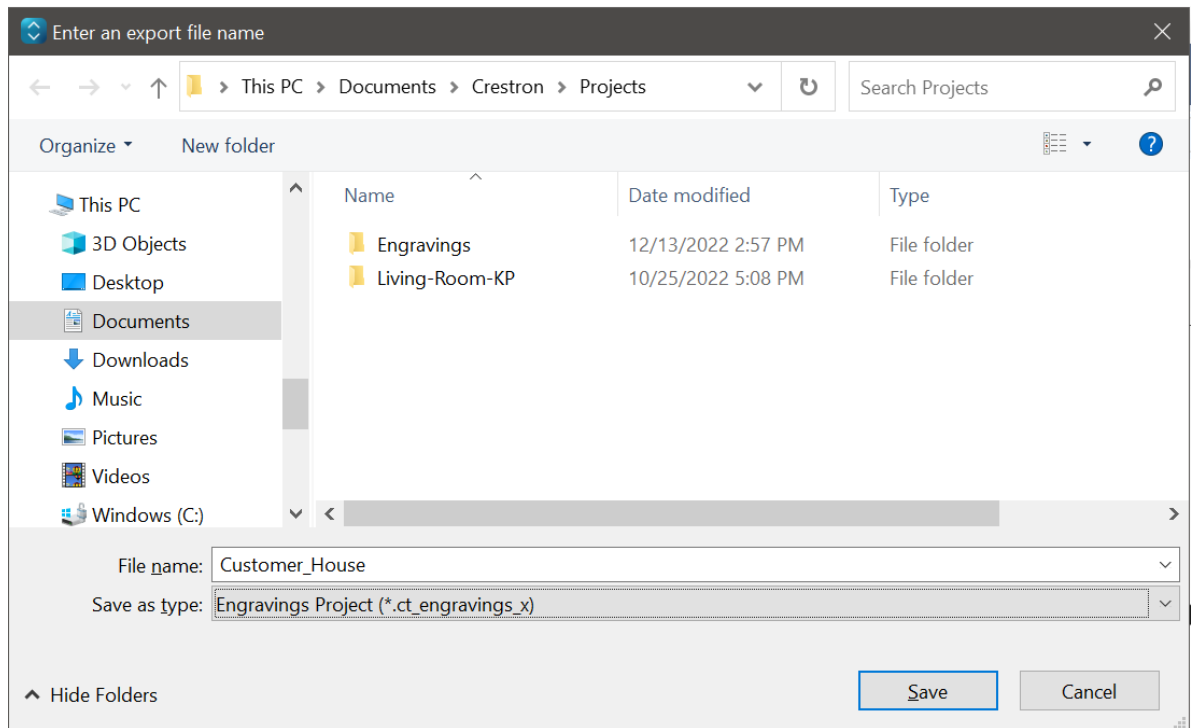 Enter an export file name
This PC > Documents > Crestron > Projects
Search Projects
Organize
New folder
?
This PC
3D Objects
Desktop
Documents
Downloads
Music
Pictures
Videos
Windows (C:)
Name Date modified Type
Engravings 12/13/2022 2:57 PM File folder
Living-Room-KP 10/25/2022 5:08 PM File folder
File name: Customer_House
Save as type: Engravings Project (*.ct_engravings_x)
Hide Folders
Save
Cancel